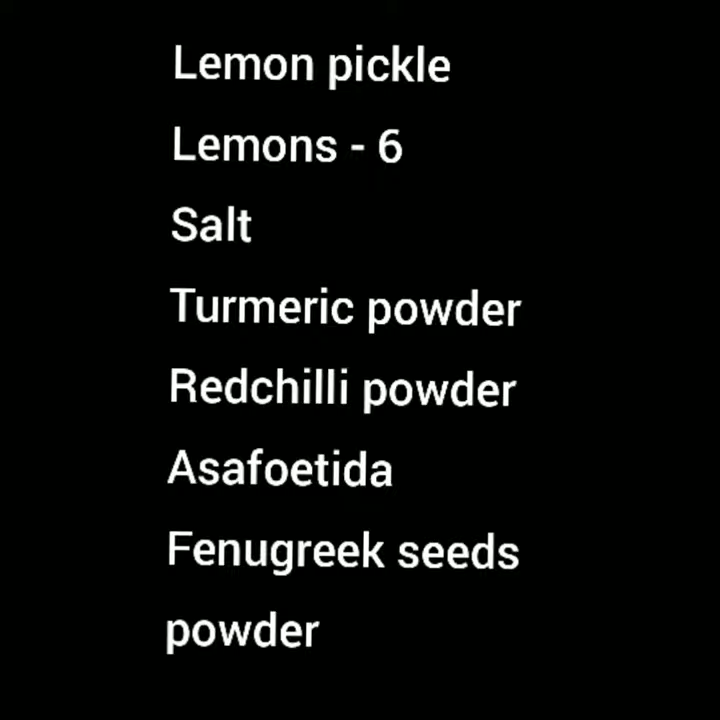 Lemon pickle
Lemons - 6
Salt
Turmeric powder
Redchilli powder
Asafoetida
Fenugreek seeds
powder